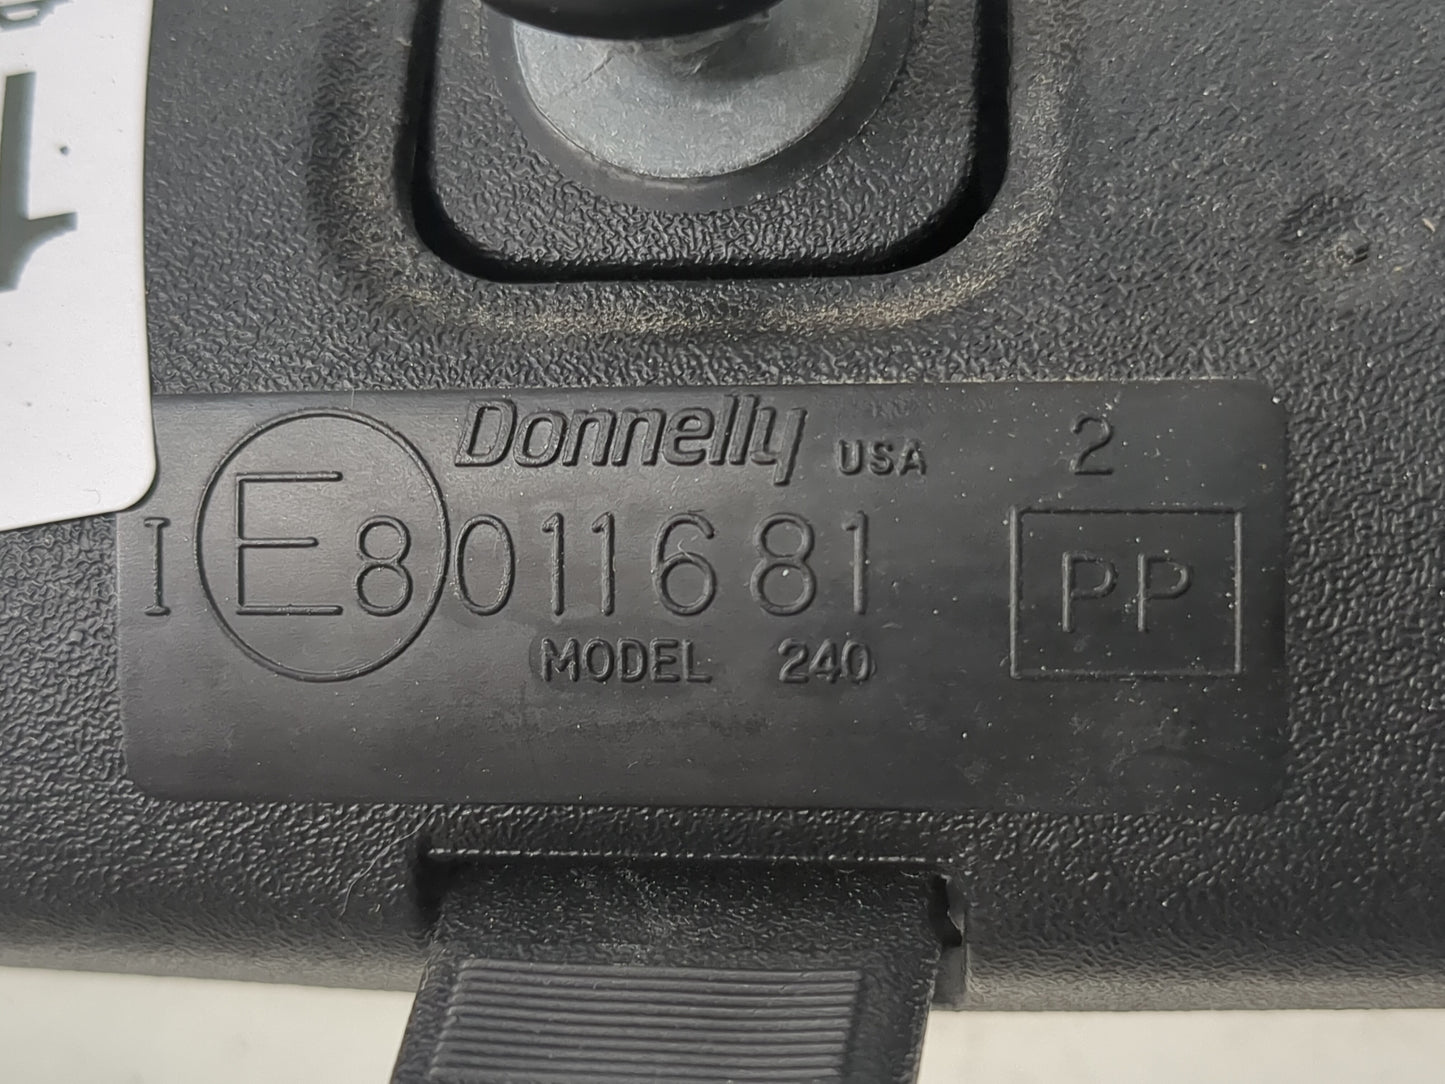 Donnelly USA 2
I E8 011681 PP
MODEL 240